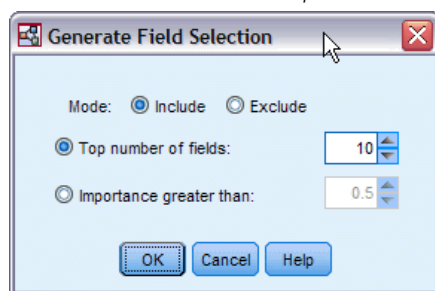 Generate Field Selection
Mode: Include Exclude
Top number of fields: 10
Importance greater than: 0.5
OK Cancel Help